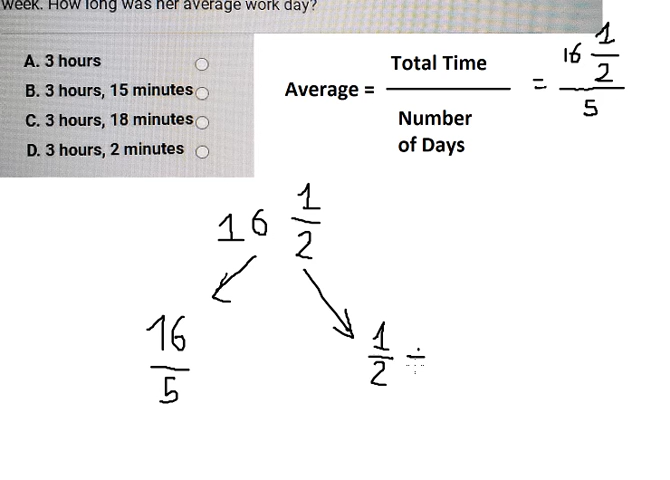 week. How long was her average work day?
A. 3 hours
B. 3 hours, 15 minutes
C. 3 hours, 18 minutes
D. 3 hours, 2 minutes
Average =
Total Time
Number
of Days
= 16 1/2
5
16 1/2
16
5
1/2 ÷